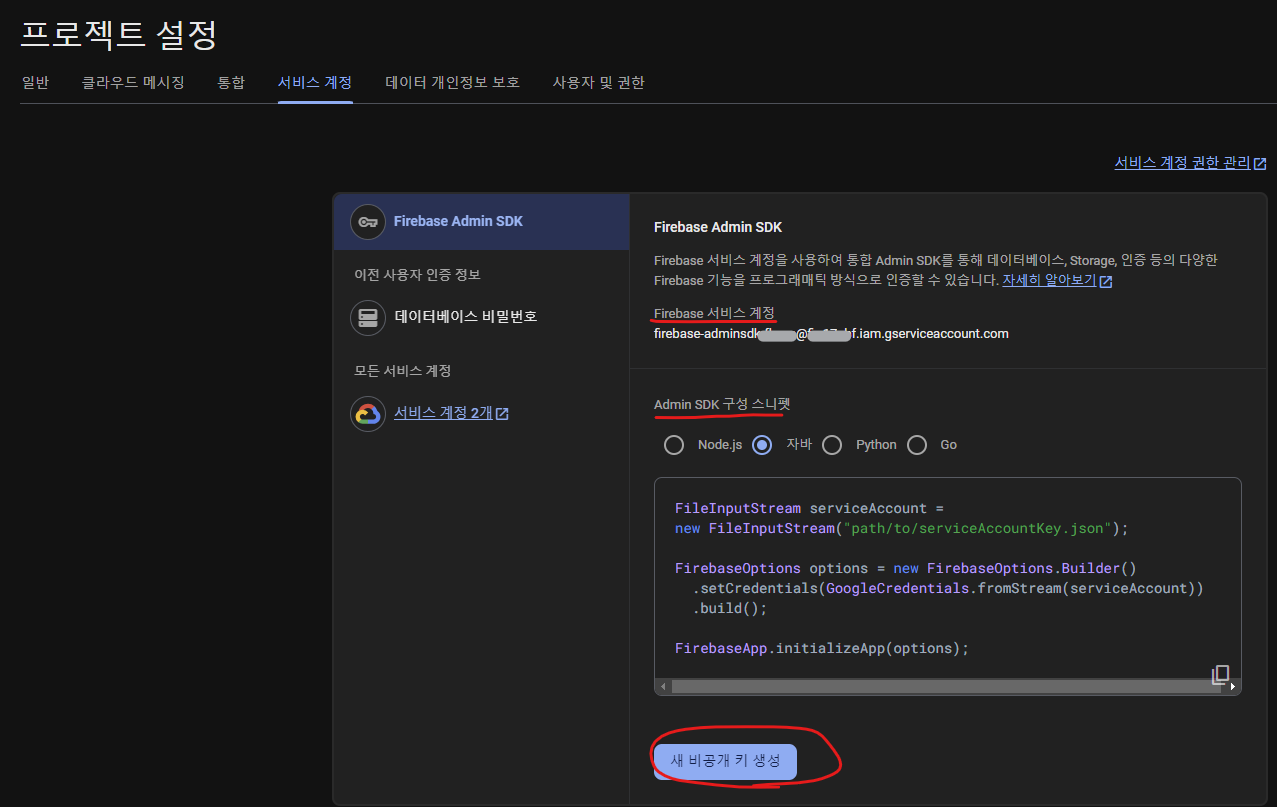 프로젝트 설정
일반 클라우드 메시징 통합 서비스 계정 데이터 개인정보 보호 사용자 및 권한
서비스 계정 권한 관리
Firebase Admin SDK
이전 사용자 인증 정보
데이터베이스 비밀번호
모든 서비스 계정
서비스 계정 2개
Firebase Admin SDK
Firebase 서비스 계정을 사용하여 통합 Admin SDK를 통해 데이터베이스, Storage, 인증 등의 다양한
Firebase 기능을 프로그래매틱 방식으로 인증할 수 있습니다. 자세히 알아보기
Firebase 서비스 계정
.iam.gserviceaccount.com
Admin SDK 구성 스니펫
Node.js 자바 Python Go
FileInputStream serviceAccount =
new FileInputStream("path/to/serviceAccountKey.json");
FirebaseOptions options = new FirebaseOptions.Builder()
.setCredentials(GoogleCredentials.fromStream(serviceAccount))
.build();
FirebaseApp.initializeApp(options);
새 비공개 키 생성